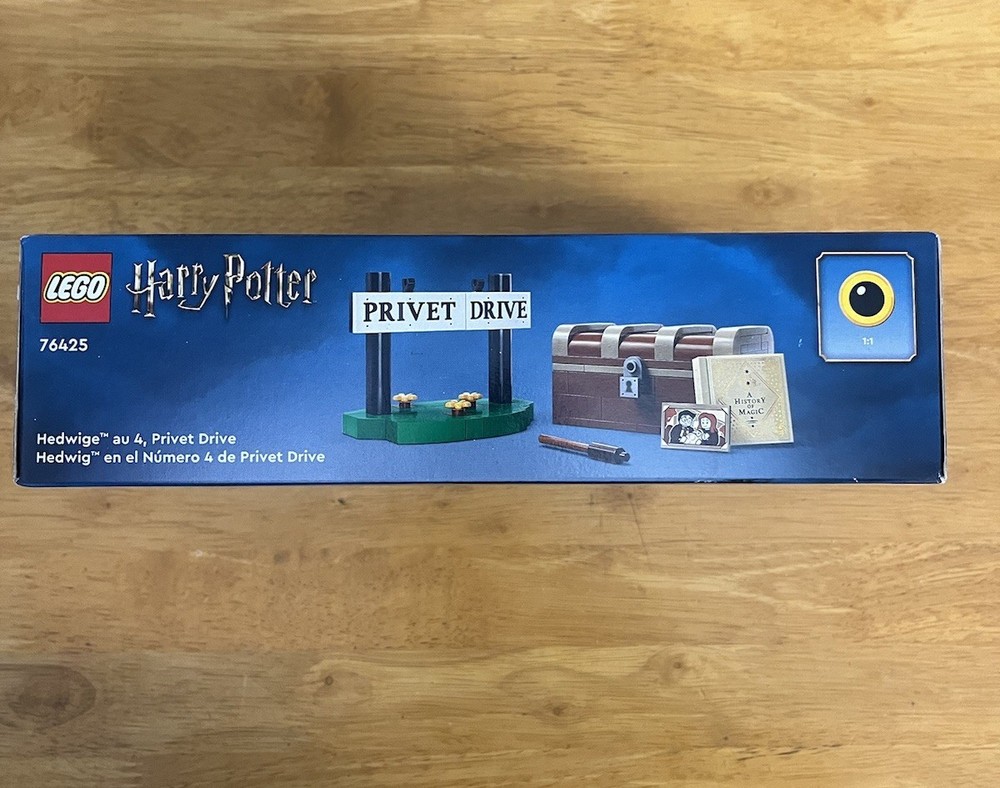 LEGO
Harry Potter
76425
PRIVET DRIVE
A
HISTORY
OF
MAGIC
1:1
Hedwige™ au 4, Privet Drive
Hedwig™ en el Número 4 de Privet Drive